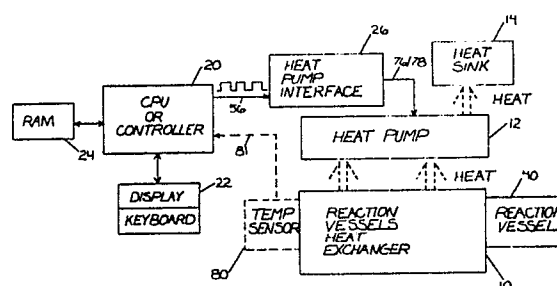 26
14
HEAT
SINK
20
HEAT
PUMP
INTERFACE
76/78
CPU
OR
CONTROLLER
56
HEAT
RAM
24
81
HEAT PUMP
12
22
HEAT
40
DISPLAY
KEYBOARD
TEMP
SENSOR
REACTION
VESSELS
HEAT
EXCHANGER
REACTION
VESSEL
80
10